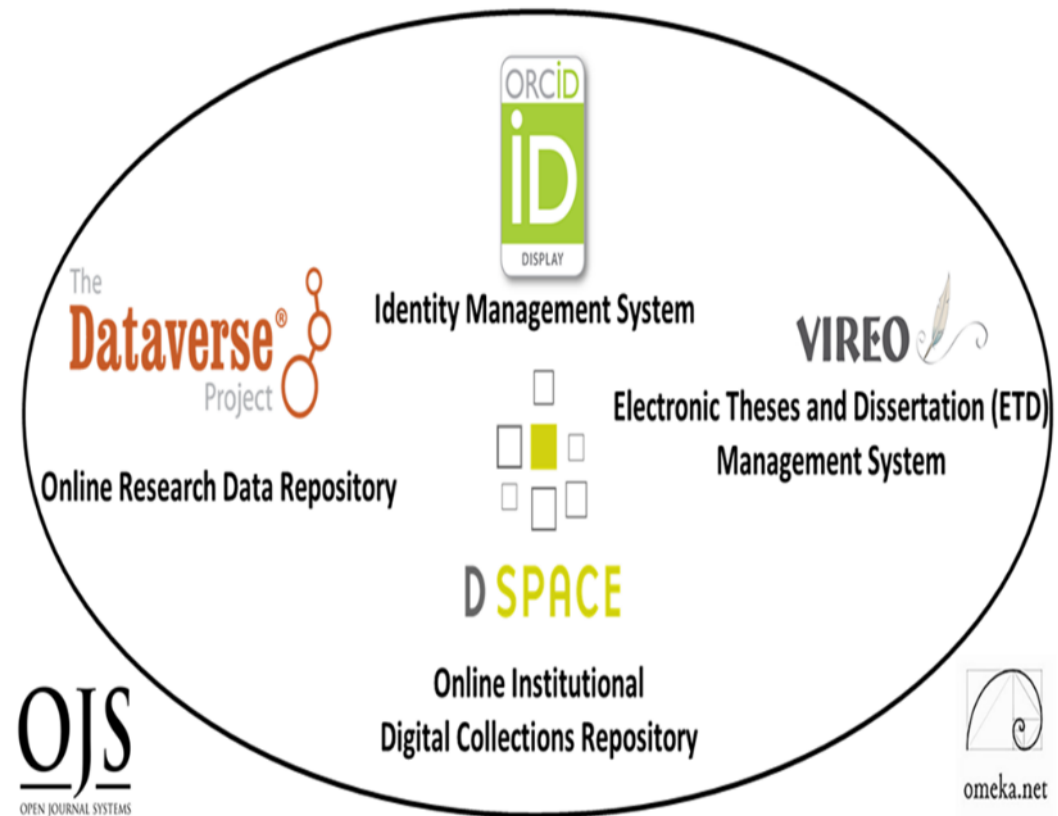 ORCID
iD
DISPLAY
Identity Management System
The
Dataverse®
Project
Online Research Data Repository
VIREO
Electronic Theses and Dissertation (ETD)
Management System
D SPACE
Online Institutional
Digital Collections Repository
OJS
OPEN JOURNAL SYSTEMS
omeka.net